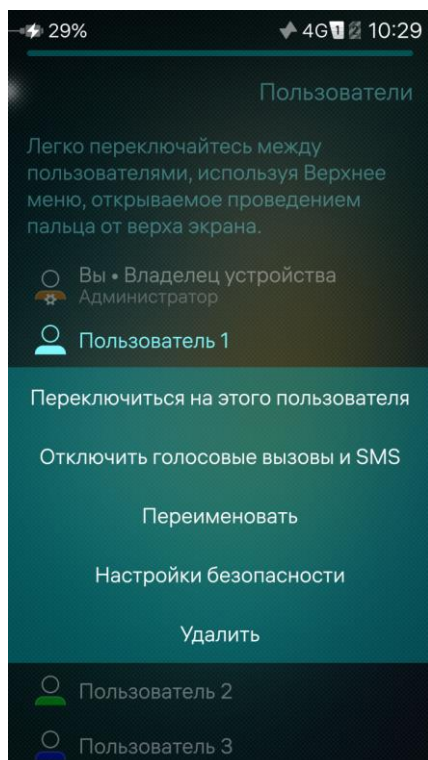 29%
4G 1 10:29
Пользователи
Легко переключайтесь между
пользователями, используя Верхнее
меню, открываемое проведением
пальца от верха экрана.
Вы • Владелец устройства
Администратор
Пользователь 1
Переключиться на этого пользователя
Отключить голосовые вызовы и SMS
Переименовать
Настройки безопасности
Удалить
Пользователь 2
Пользователь 3